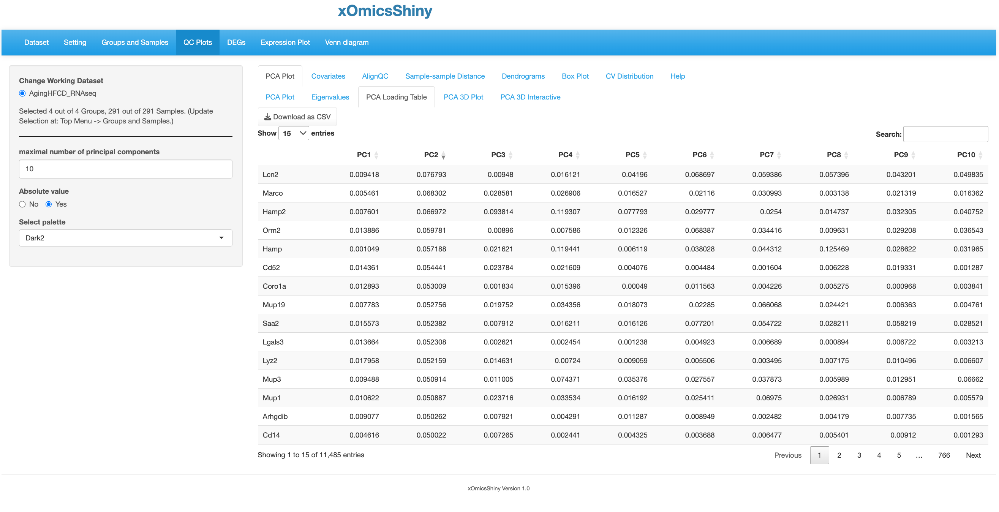 xOmicsShiny
Dataset Setting Groups and Samples QC Plots DEGs Expression Plot Venn diagram
Change Working Dataset
AgingHFCD_RNAseq
Selected 4 out of 4 Groups, 291 out of 291 Samples. (Update
Selection at: Top Menu -> Groups and Samples.)
maximal number of principal components
10
Absolute value
No Yes
Select palette
Dark2
PCA Plot Covariates AlignQC Sample-sample Distance Dendrograms Box Plot CV Distribution Help
PCA Plot Eigenvalues PCA Loading Table PCA 3D Plot PCA 3D Interactive
Download as CSV
Show 15 entries Search:
PC1 PC2 PC3 PC4 PC5 PC6 PC7 PC8 PC9 PC10
Lcn2 0.009418 0.076793 0.00948 0.016121 0.04196 0.068697 0.059386 0.057396 0.043201 0.049835
Marco 0.005461 0.068302 0.028581 0.026906 0.016527 0.02116 0.030993 0.003138 0.021319 0.016362
Hamp2 0.007601 0.066972 0.093814 0.119307 0.077793 0.029777 0.0254 0.014737 0.032305 0.040752
Orm2 0.013886 0.059781 0.00896 0.007586 0.012326 0.068387 0.034416 0.009631 0.029208 0.036543
Hamp 0.001049 0.057188 0.021621 0.119441 0.006119 0.038028 0.044312 0.125469 0.028622 0.031965
Cd52 0.014361 0.054441 0.023784 0.021609 0.004076 0.004484 0.001604 0.006228 0.019331 0.001287
Coro1a 0.012893 0.053009 0.001834 0.015396 0.00049 0.011563 0.004226 0.005275 0.000968 0.003841
Mup19 0.007783 0.052756 0.019752 0.034356 0.018073 0.02285 0.066068 0.024421 0.006363 0.004761
Saa2 0.015573 0.052382 0.007912 0.016211 0.016126 0.077201 0.054722 0.028211 0.058219 0.028521
Lgals3 0.013664 0.052308 0.002621 0.002454 0.001238 0.004923 0.006689 0.000894 0.006722 0.003213
Lyz2 0.017958 0.052159 0.014631 0.00724 0.009059 0.005506 0.003495 0.007175 0.010496 0.006607
Mup3 0.009488 0.050914 0.011005 0.074371 0.035376 0.027557 0.037873 0.005989 0.012951 0.06662
Mup1 0.010622 0.050887 0.023716 0.033534 0.016192 0.025411 0.06975 0.026931 0.006789 0.005579
Arhgdib 0.009077 0.050262 0.007921 0.004291 0.011287 0.008949 0.002482 0.004179 0.007735 0.001565
Cd14 0.004616 0.050022 0.007265 0.002441 0.004325 0.003688 0.006477 0.005401 0.00912 0.001293
Showing 1 to 15 of 11,485 entries Previous 1 2 3 4 5 … 766 Next
xOmicsShiny Version 1.0